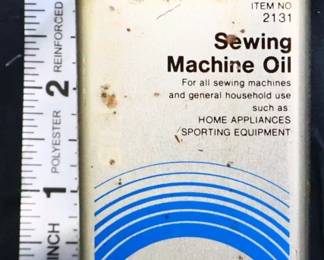 ITEM NO
2131
Sewing
Machine Oil
For all sewing machines
and general household use
such as:
HOME APPLIANCES
SPORTING EQUIPMENT
INCH 1 POLYESTER 2 REINFORCED